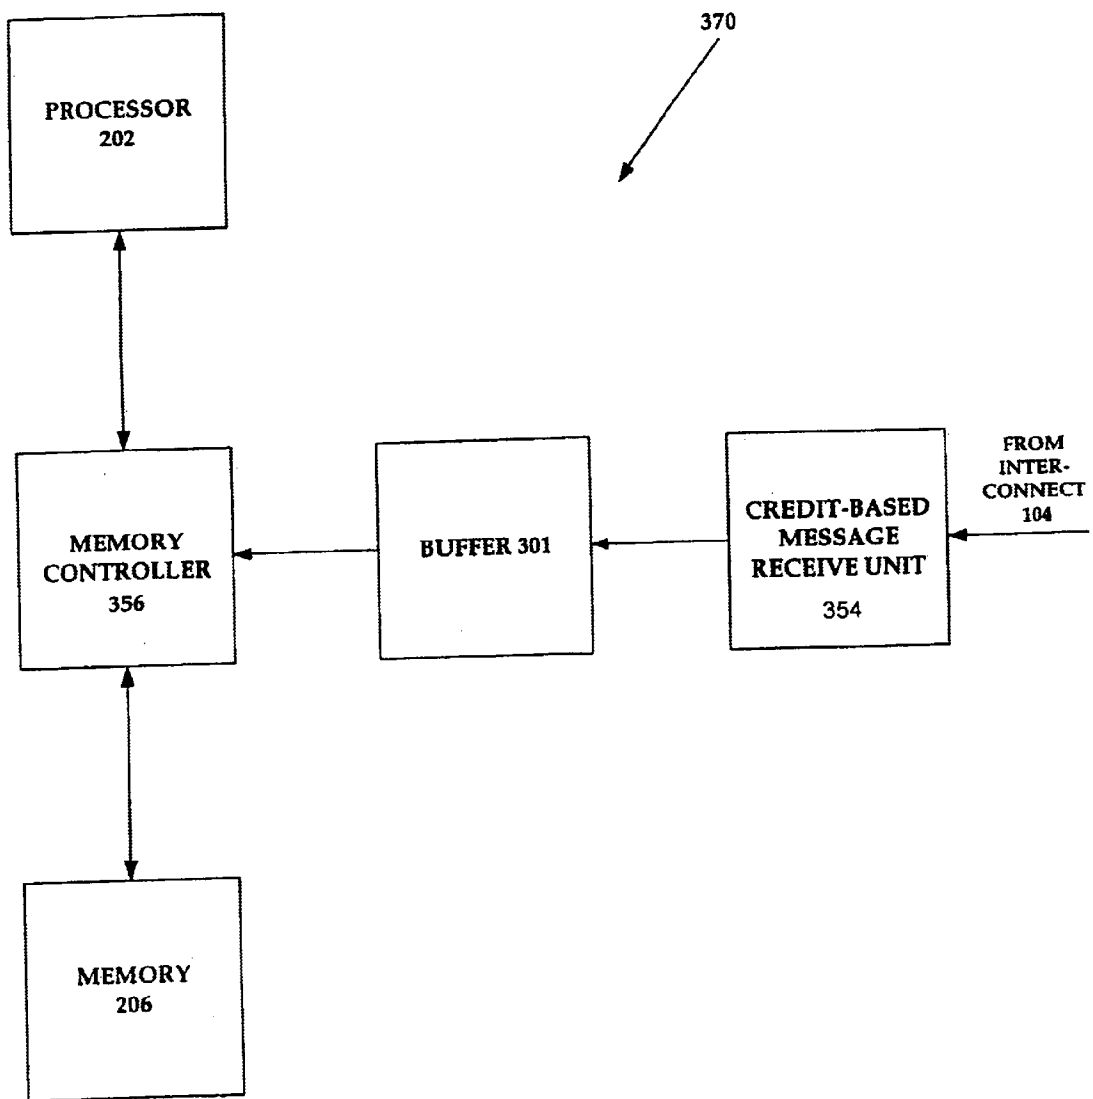 370
PROCESSOR
202
FROM
INTER-
CONNECT
104
MEMORY
CONTROLLER
356
BUFFER 301
CREDIT-BASED
MESSAGE
RECEIVE UNIT
354
MEMORY
206